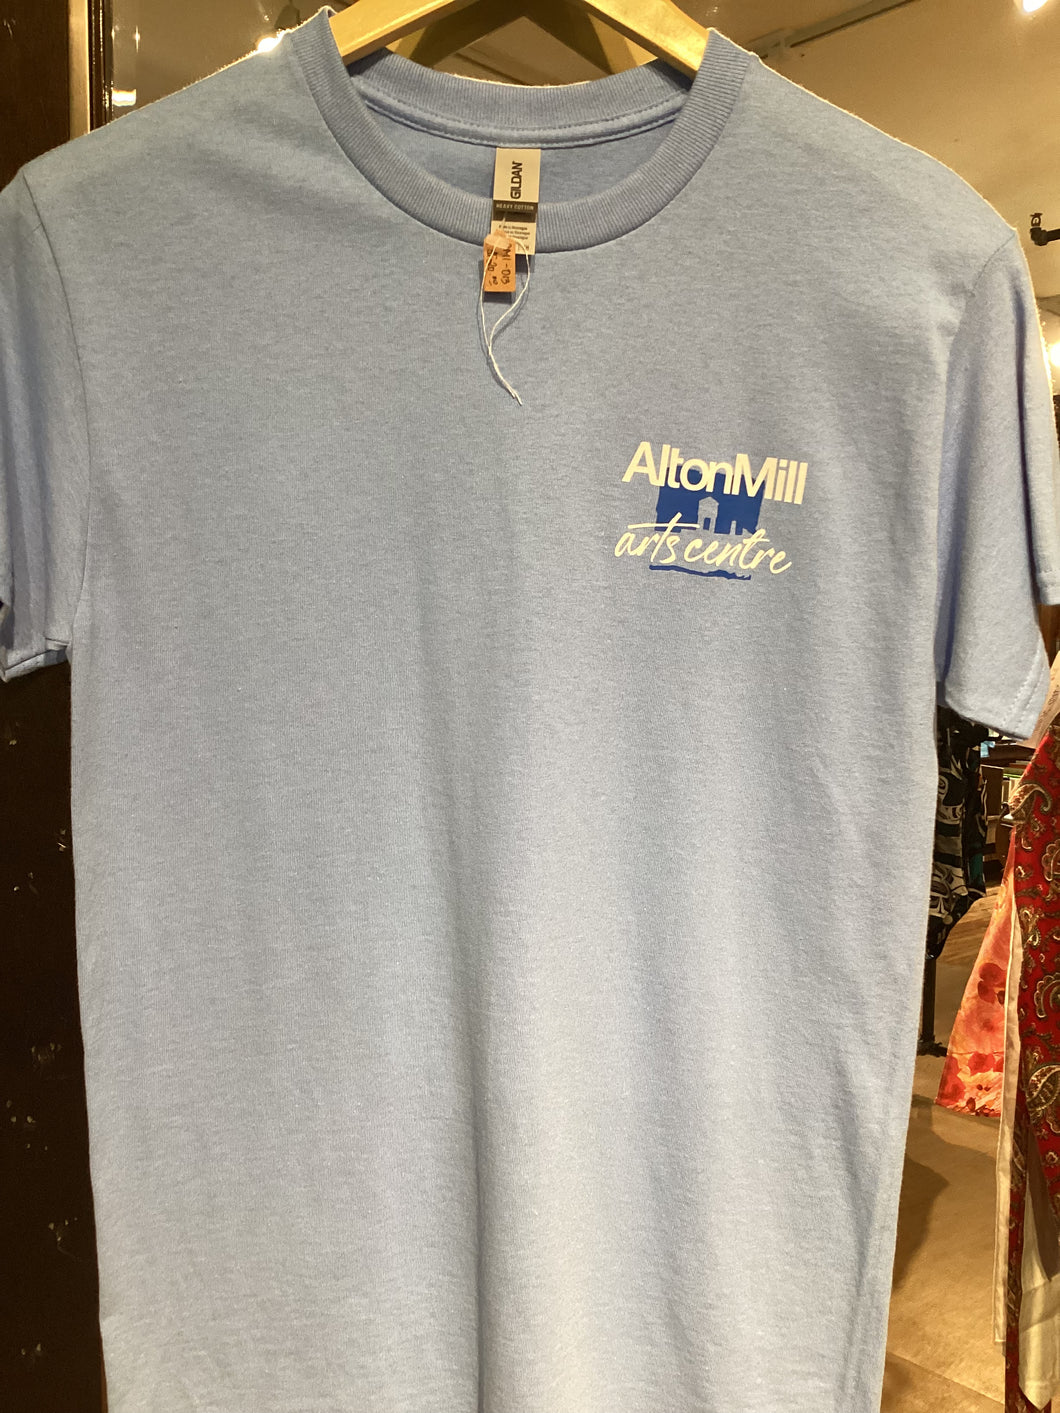 GILDAN
HEAVY COTTON
AltonMill
arts centre